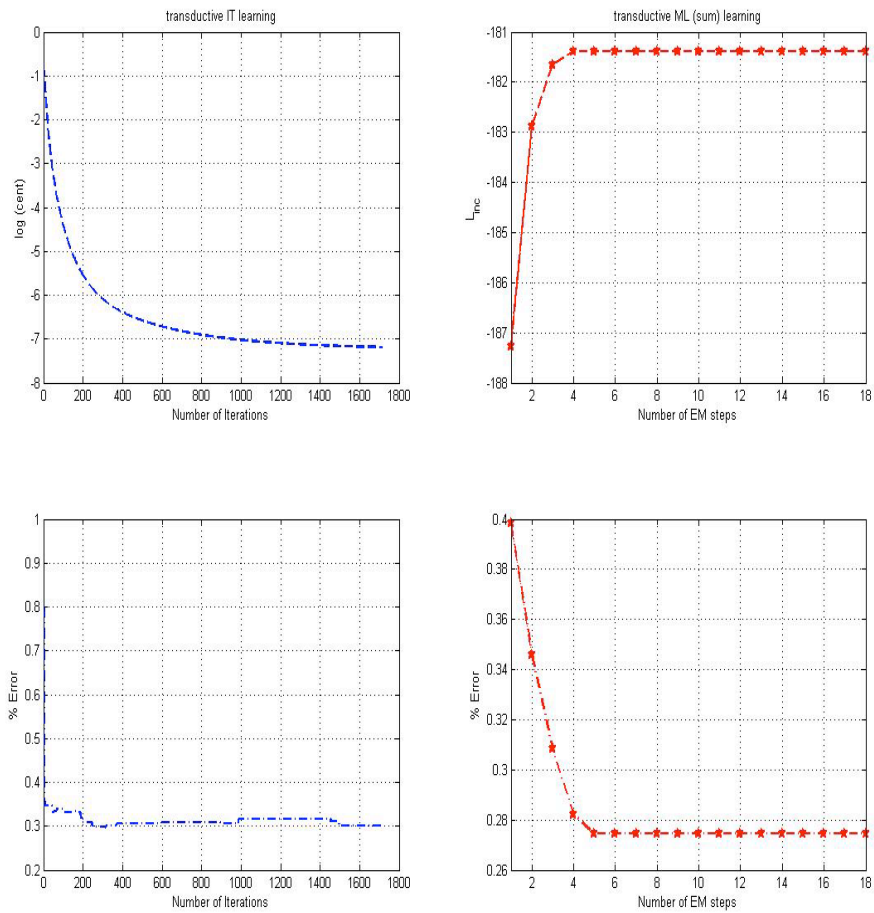 transductive IT learning
0
-1
-2
-3
-4
-5
-6
-7
-8
log (cent)
0 200 400 600 800 1000 1200 1400 1600 1800
Number of Iterations
transductive ML (sum) learning
-181
-182
-183
-184
-185
-186
-187
-188
L_inc
2 4 6 8 10 12 14 16 18
Number of EM steps
1
0.9
0.8
0.7
0.6
0.5
0.4
0.3
0.2
% Error
0 200 400 600 800 1000 1200 1400 1600 1800
Number of Iterations
0.4
0.38
0.36
0.34
0.32
0.3
0.28
0.26
% Error
2 4 6 8 10 12 14 16 18
Number of EM steps